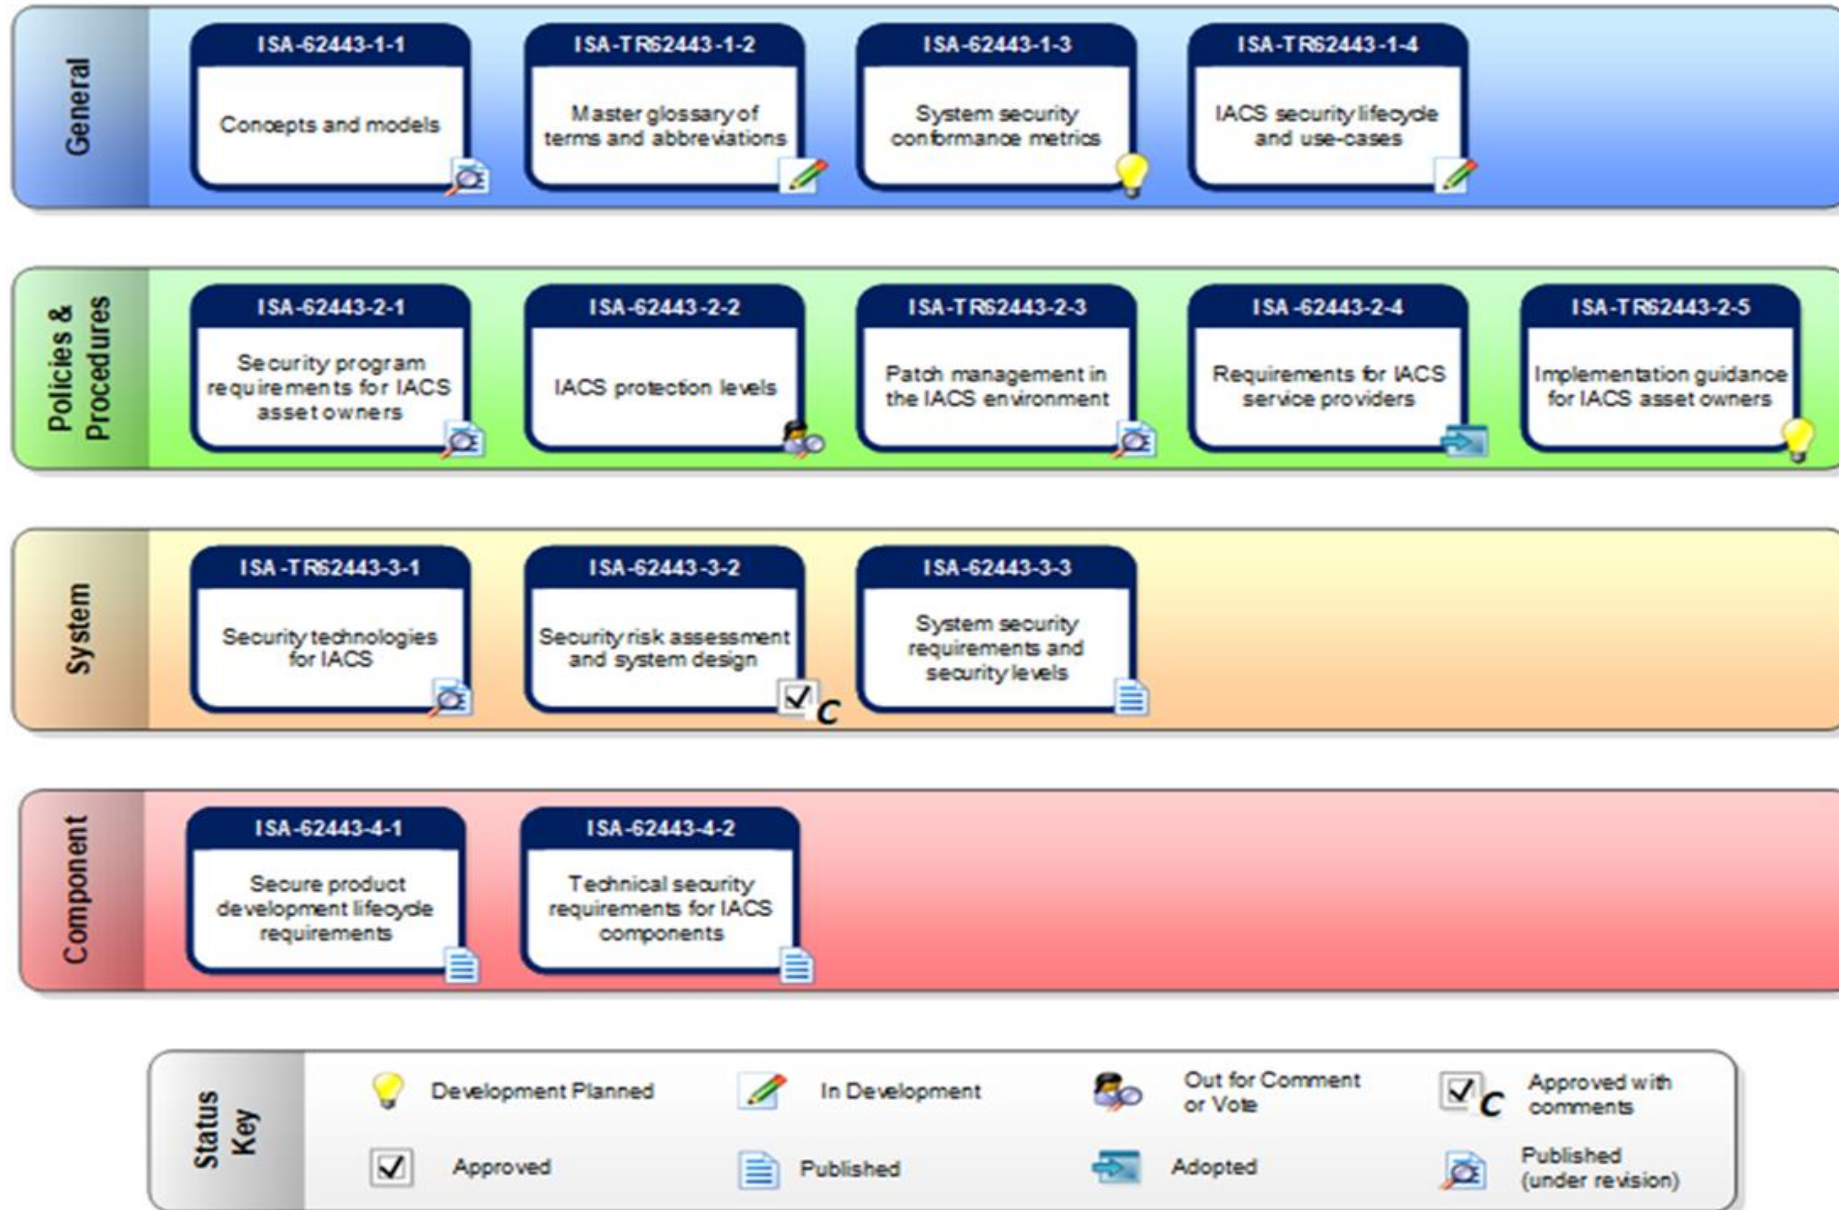 General
ISA-62443-1-1
Concepts and models
ISA-TR62443-1-2
Master glossary of
terms and abbreviations
ISA-62443-1-3
System security
conformance metrics
ISA-TR62443-1-4
IACS security lifecycle
and use-cases
Policies &
Procedures
ISA-62443-2-1
Security program
requirements for IACS
asset owners
ISA-62443-2-2
IACS protection levels
ISA-TR62443-2-3
Patch management in
the IACS environment
ISA-62443-2-4
Requirements for IACS
service providers
ISA-TR62443-2-5
Implementation guidance
for IACS asset owners
System
ISA-TR62443-3-1
Security technologies
for IACS
ISA-62443-3-2
Security risk assessment
and system design
C
ISA-62443-3-3
System security
requirements and
security levels
Component
ISA-62443-4-1
Secure product
development lifecycle
requirements
ISA-62443-4-2
Technical security
requirements for IACS
components
Status
Key
Development Planned
In Development
Out for Comment
or Vote
C
Approved with
comments
Approved
Published
Adopted
Published
(under revision)